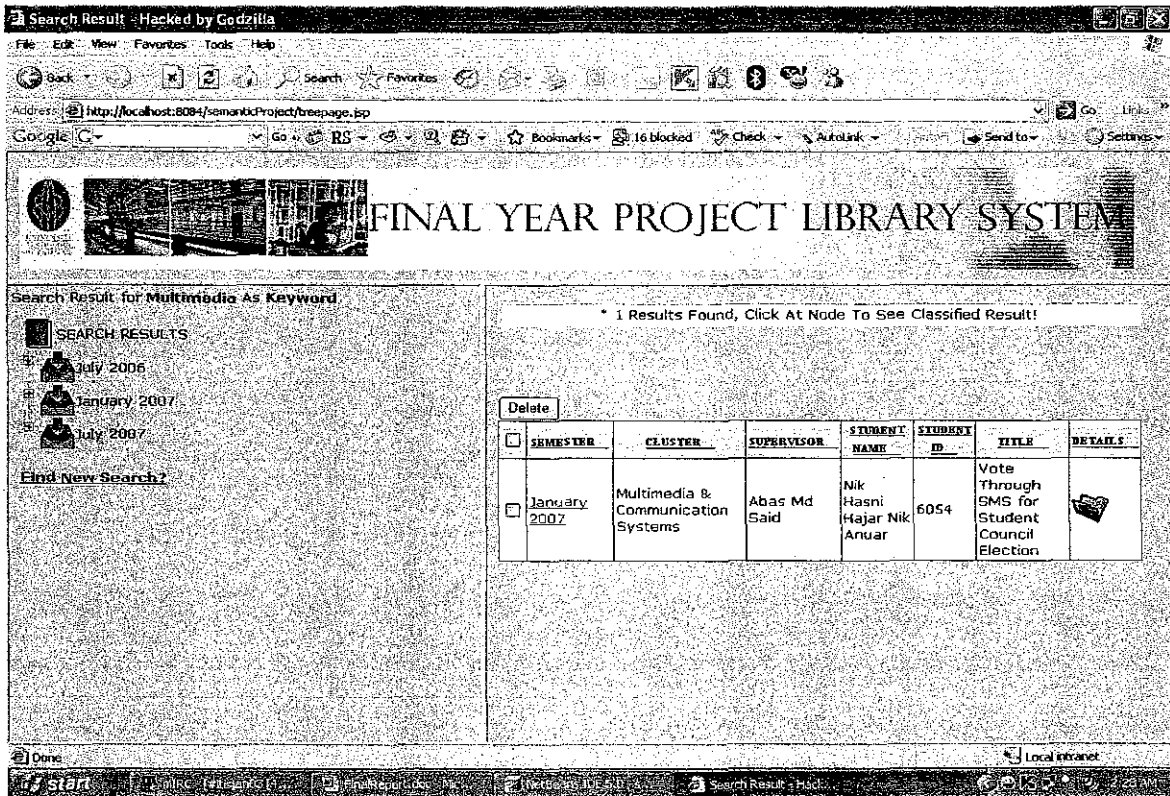 Search Result - Hacked by Godzilla
File Edit View Favorites Tools Help
Back Search Favorites
Address http://localhost:8084/semanticProject/treepage.jsp Go Links »
Google G Go RS Bookmarks 16 blocked Check AutoLink Send to Settings
FINAL YEAR PROJECT LIBRARY SYSTEM
Search Result for Multimedia As Keyword
SEARCH RESULTS
July 2006
January 2007
July 2007
Find New Search?
* 1 Results Found, Click At Node To See Classified Result!
Delete
SEMESTER CLUSTER SUPERVISOR STUDENT NAME STUDENT ID TITLE DETAILS
January 2007 Multimedia & Communication Systems Abas Md Said Nik Hasni Hajar Nik Anuar 6054 Vote Through SMS for Student Council Election
Done Local intranet
start Search Result - Hac...